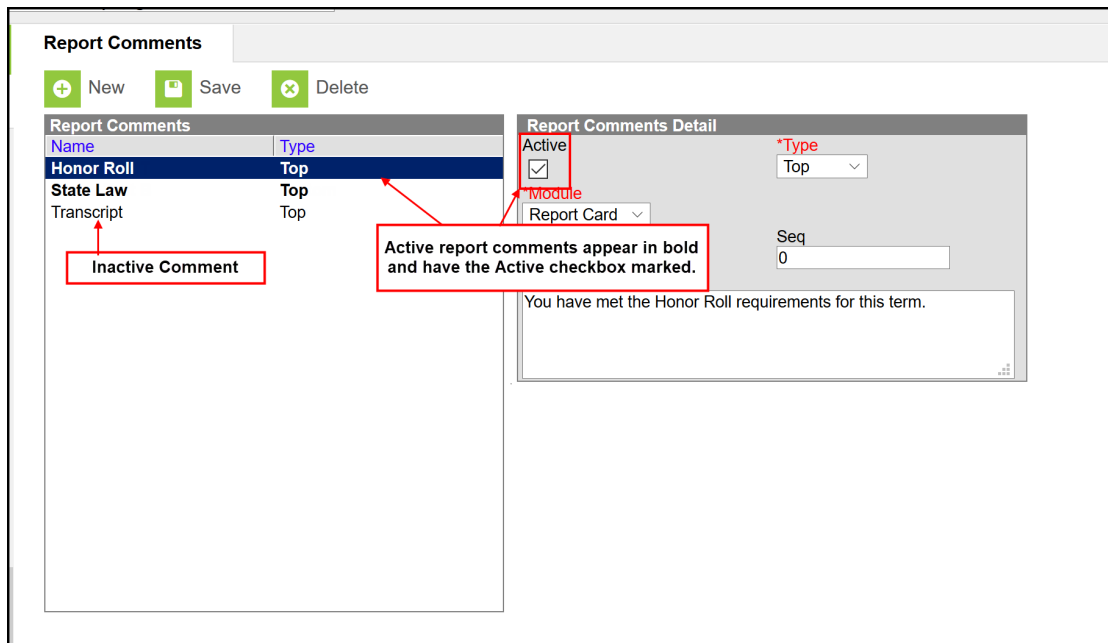 Report Comments
New Save Delete
Report Comments
Name Type
Honor Roll Top
State Law Top
Transcript Top
Inactive Comment
Report Comments Detail
Active *Type
Top
*Module
Report Card
Active report comments appear in bold
and have the Active checkbox marked.
Seq
0
You have met the Honor Roll requirements for this term.